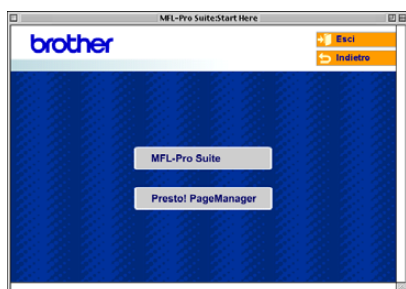 MFL-Pro Suite:Start Here
brother
Esci
Indietro
MFL-Pro Suite
Presto! PageManager